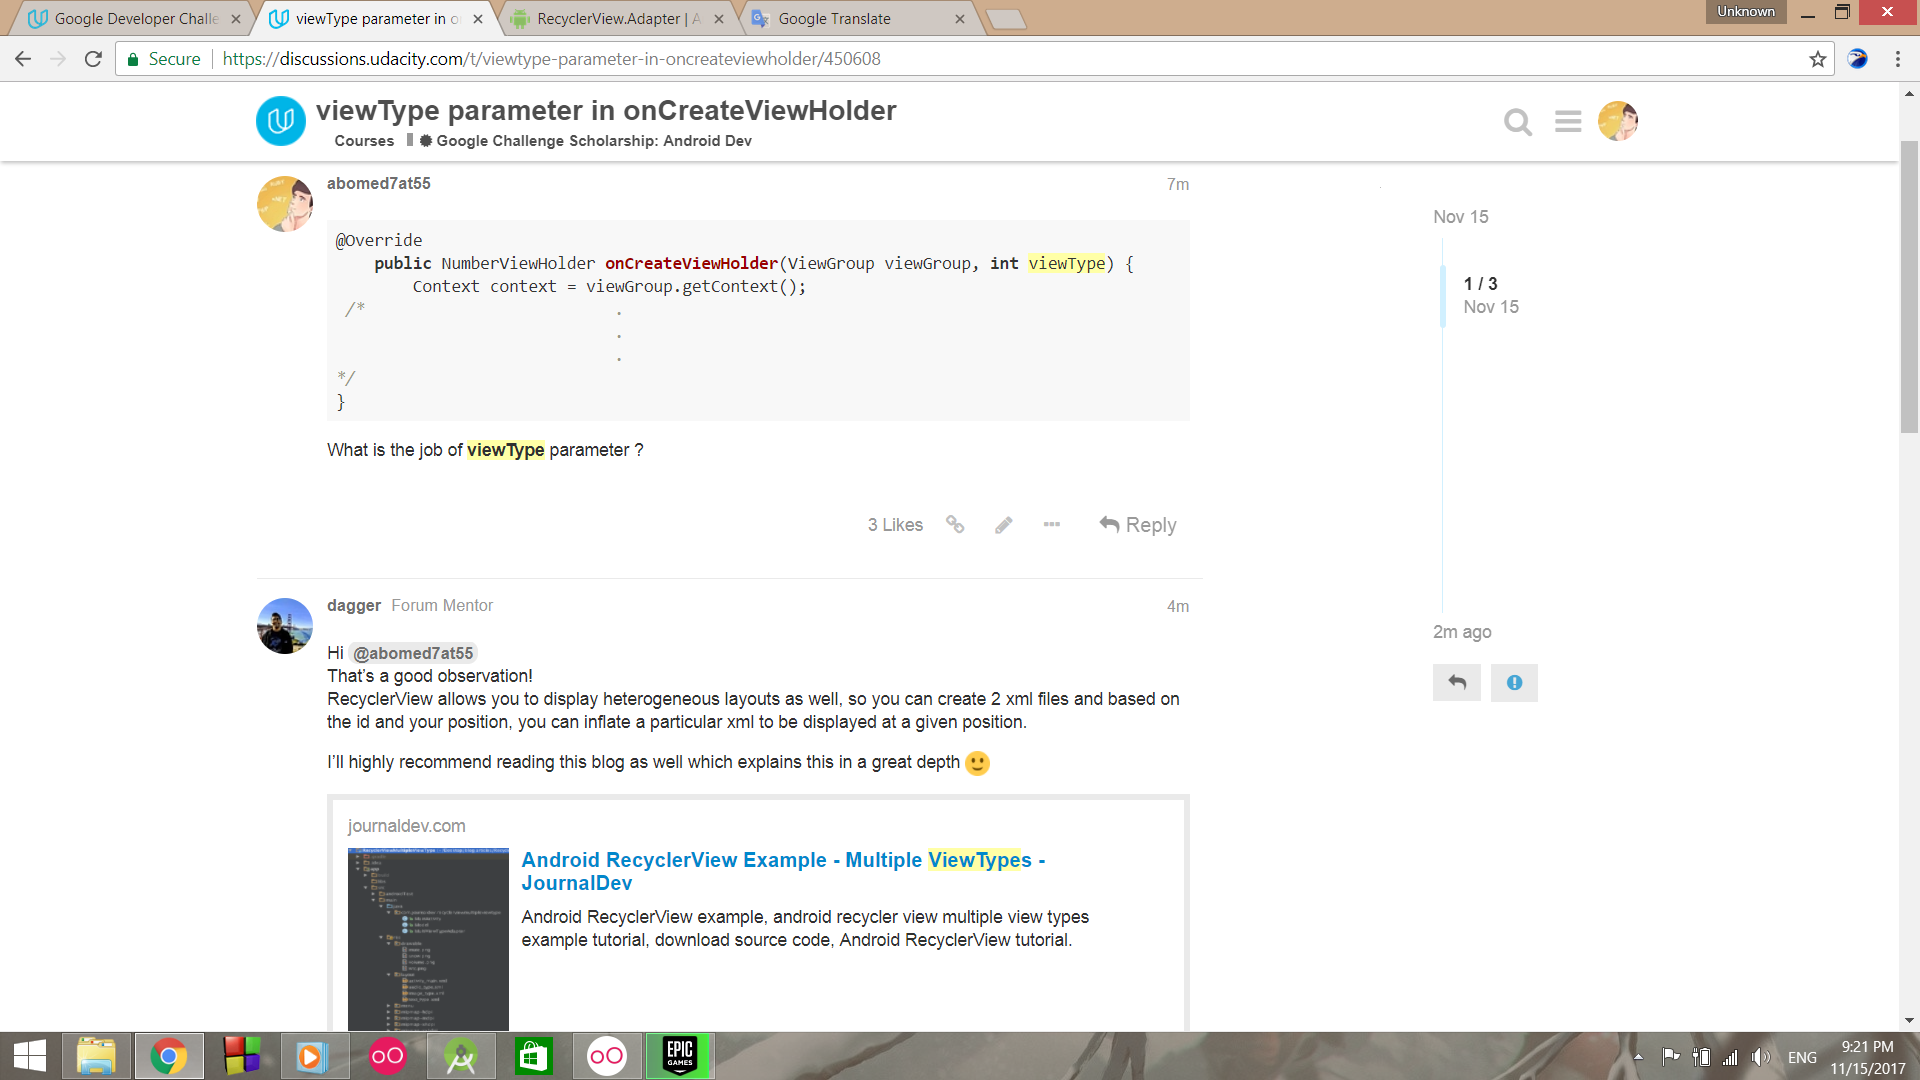 Google Developer Challe
viewType parameter in o
RecyclerView.Adapter | A
Google Translate
Unknown
Secure
https://discussions.udacity.com/t/viewtype-parameter-in-oncreateviewholder/450608
viewType parameter in onCreateViewHolder
Courses Google Challenge Scholarship: Android Dev
abomed7at55
7m
@Override
public NumberViewHolder onCreateViewHolder(ViewGroup viewGroup, int viewType) {
Context context = viewGroup.getContext();
/* .
.
.
*/
}
What is the job of viewType parameter ?
3 Likes
Reply
Nov 15
1 / 3
Nov 15
2m ago
dagger Forum Mentor
4m
Hi @abomed7at55
That's a good observation!
RecyclerView allows you to display heterogeneous layouts as well, so you can create 2 xml files and based on
the id and your position, you can inflate a particular xml to be displayed at a given position.
I'll highly recommend reading this blog as well which explains this in a great depth
journaldev.com
Android RecyclerView Example - Multiple ViewTypes -
JournalDev
Android RecyclerView example, android recycler view multiple view types
example tutorial, download source code, Android RecyclerView tutorial.
EPIC
GAMES
ENG
9:21 PM
11/15/2017